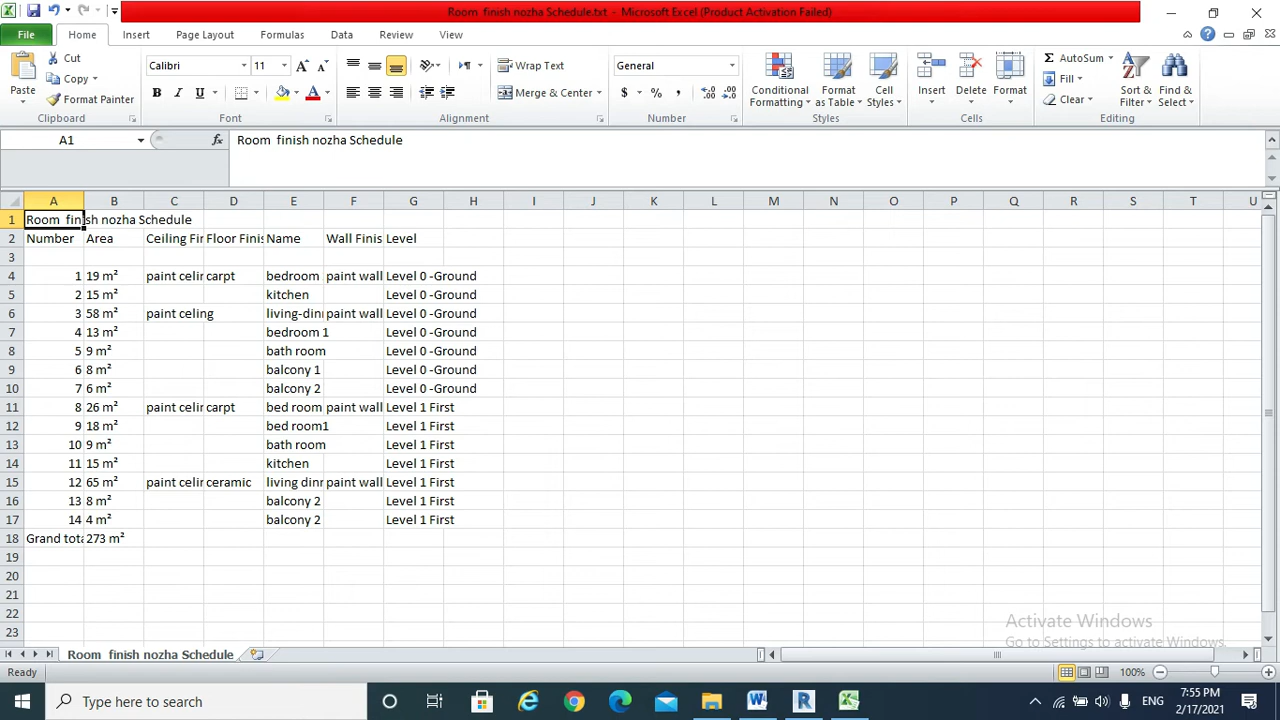 Room  finish nozha Schedule.txt  -  Microsoft Excel (Product Activation Failed)
File Home Insert Page Layout Formulas Data Review View
Paste
Cut
Copy
Format Painter
Clipboard
Calibri 11
B I U
Font
Wrap Text
Merge & Center
Alignment
General
$ % ,
Number
Conditional Formatting
Format as Table
Cell Styles
Styles
Insert Delete Format
Cells
AutoSum
Fill
Clear
Sort & Filter
Find & Select
Editing
A1 fx Room  finish nozha Schedule
A B C D E F G H I J K L M N O P Q R S T U
1 Room  finish nozha Schedule
2 Number Area Ceiling Fi Floor Finis Name Wall Finis Level
3
4 1 19 m² paint celin carpt bedroom paint wall Level 0 -Ground
5 2 15 m² kitchen Level 0 -Ground
6 3 58 m² paint celing living-dinr paint wall Level 0 -Ground
7 4 13 m² bedroom 1 Level 0 -Ground
8 5 9 m² bath room Level 0 -Ground
9 6 8 m² balcony 1 Level 0 -Ground
10 7 6 m² balcony 2 Level 0 -Ground
11 8 26 m² paint celin carpt bed room paint wall Level 1 First
12 9 18 m² bed room1 Level 1 First
13 10 9 m² bath room Level 1 First
14 11 15 m² kitchen Level 1 First
15 12 65 m² paint celin ceramic living dinr paint wall Level 1 First
16 13 8 m² balcony 2 Level 1 First
17 14 4 m² balcony 2 Level 1 First
18 Grand tota 273 m²
19
20
21
22
23
Activate Windows
Go to Settings to activate Windows.
Room  finish nozha Schedule
Ready 100%
Type here to search
ENG
7:55 PM
2/17/2021